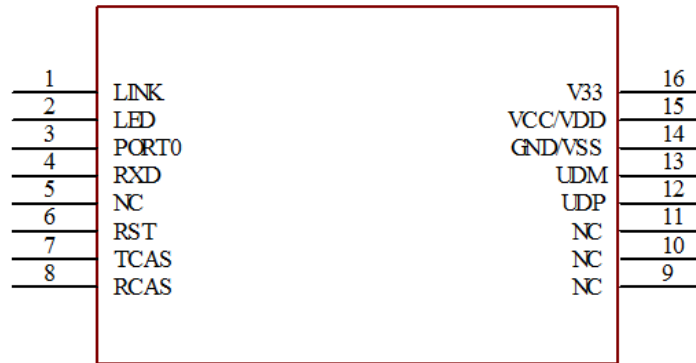 1 LINK V33 16
2 LED VCC/VDD 15
3 PORT0 GND/VSS 14
4 RXD UDM 13
5 NC UDP 12
6 RST NC 11
7 TCAS NC 10
8 RCAS NC 9